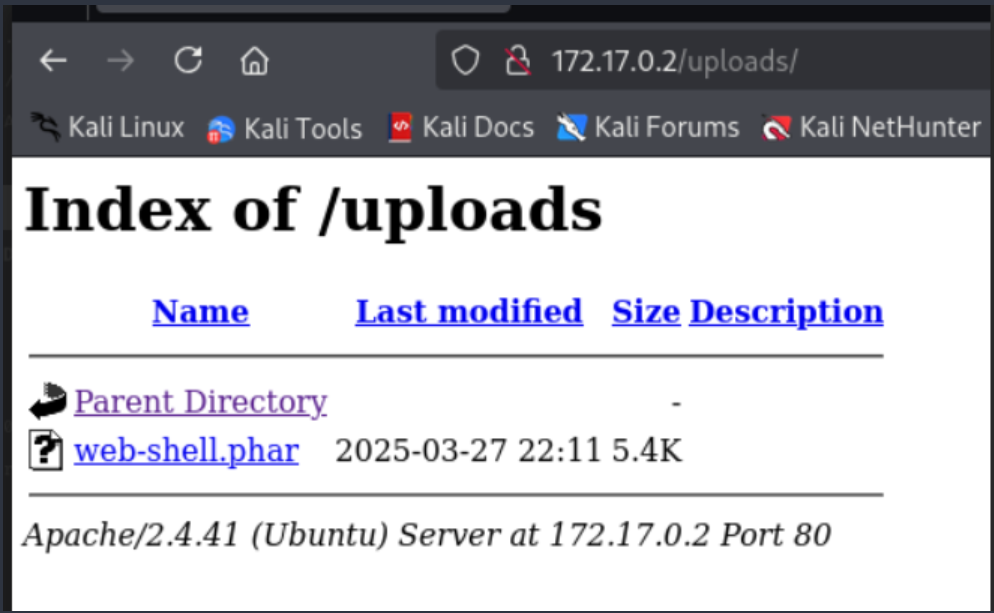 172.17.0.2/uploads/
Kali Linux Kali Tools Kali Docs Kali Forums Kali NetHunter
Index of /uploads
Name Last modified Size Description
Parent Directory -
web-shell.phar 2025-03-27 22:11 5.4K
Apache/2.4.41 (Ubuntu) Server at 172.17.0.2 Port 80